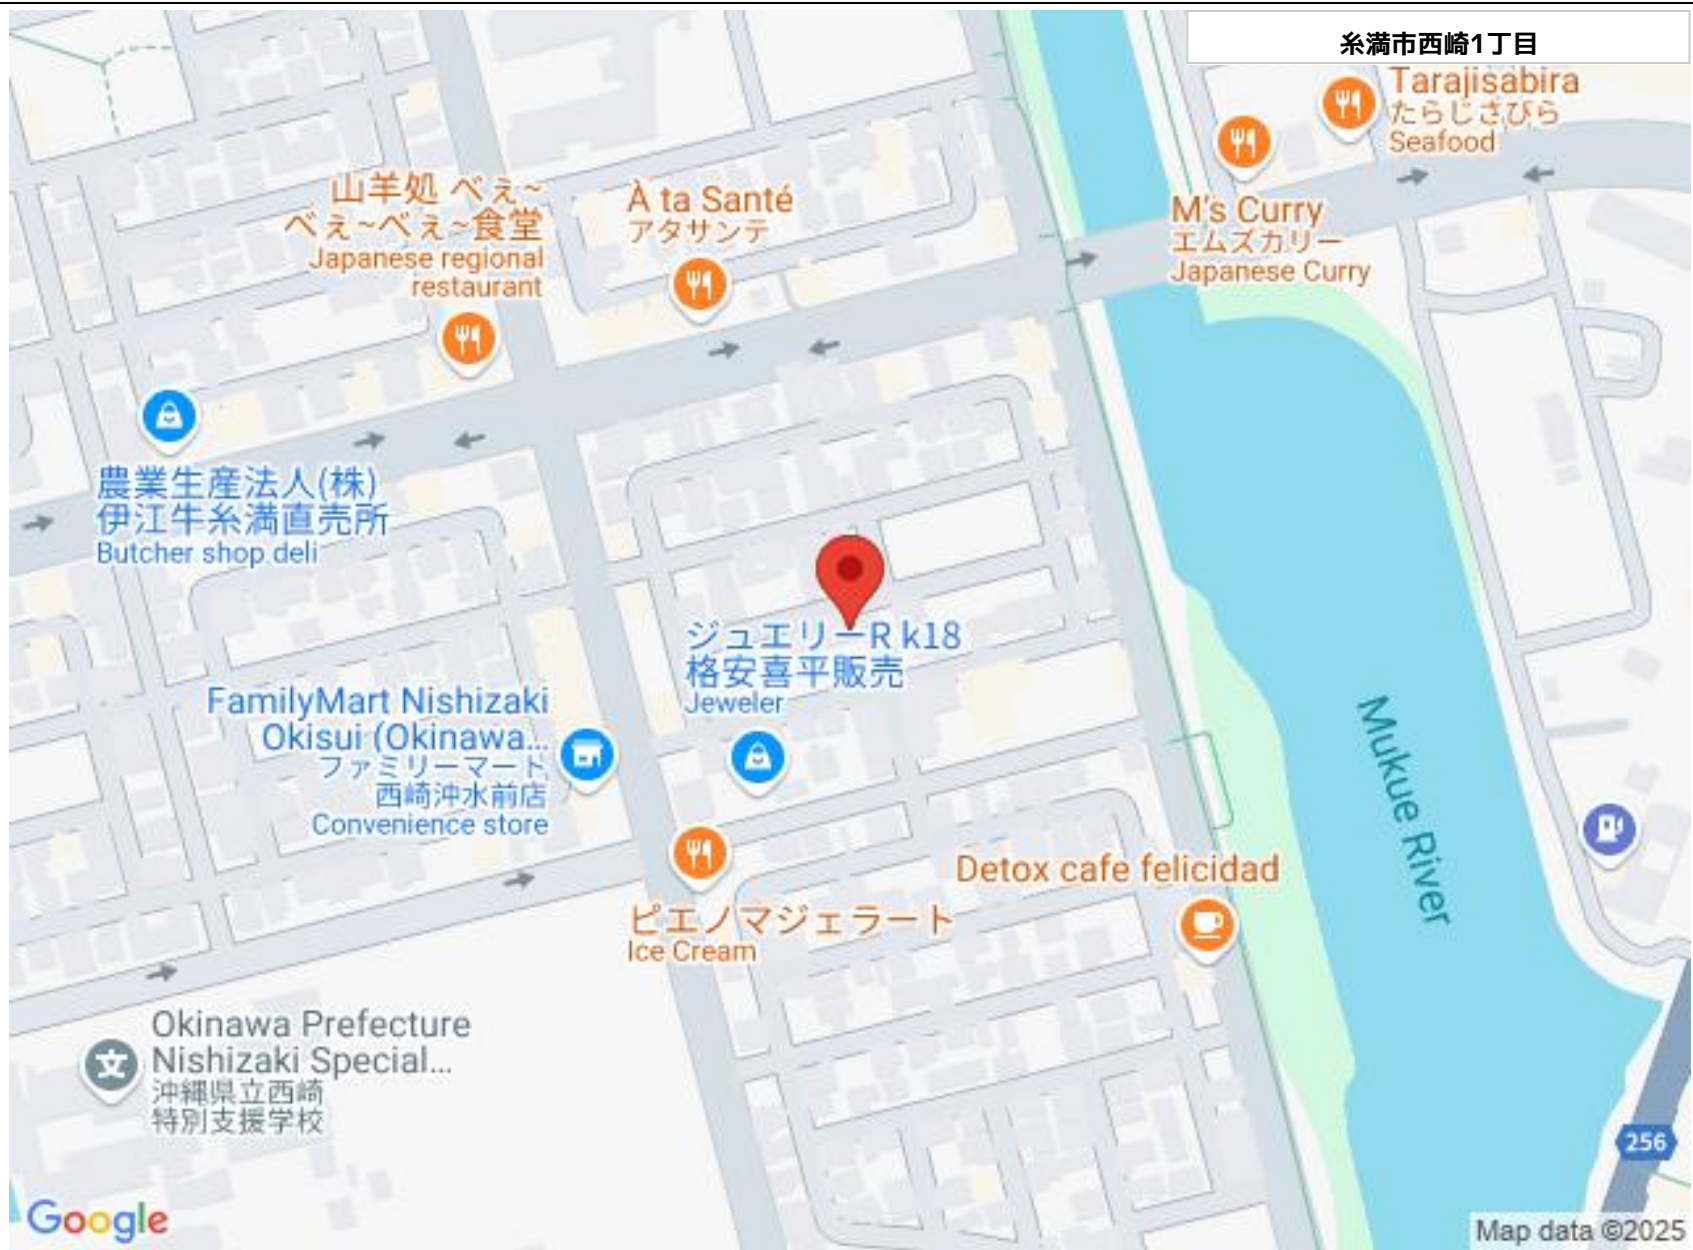 糸満市西崎1丁目
Tarajisabira
たらじさびら
Seafood
山羊処 べぇ~
べぇ~べぇ~食堂
Japanese regional
restaurant
À ta Santé
アタサンテ
M's Curry
エムズカリー
Japanese Curry
農業生産法人(株)
伊江牛糸満直売所
Butcher shop deli
ジュエリーR k18
格安喜平販売
Jeweler
FamilyMart Nishizaki
Okisui (Okinawa...
ファミリーマート
西崎沖水前店
Convenience store
Mukue River
Detox cafe felicidad
ピエノマジェラート
Ice Cream
Okinawa Prefecture
Nishizaki Special...
沖縄県立西崎
特別支援学校
文
256
Google
Map data ©2025